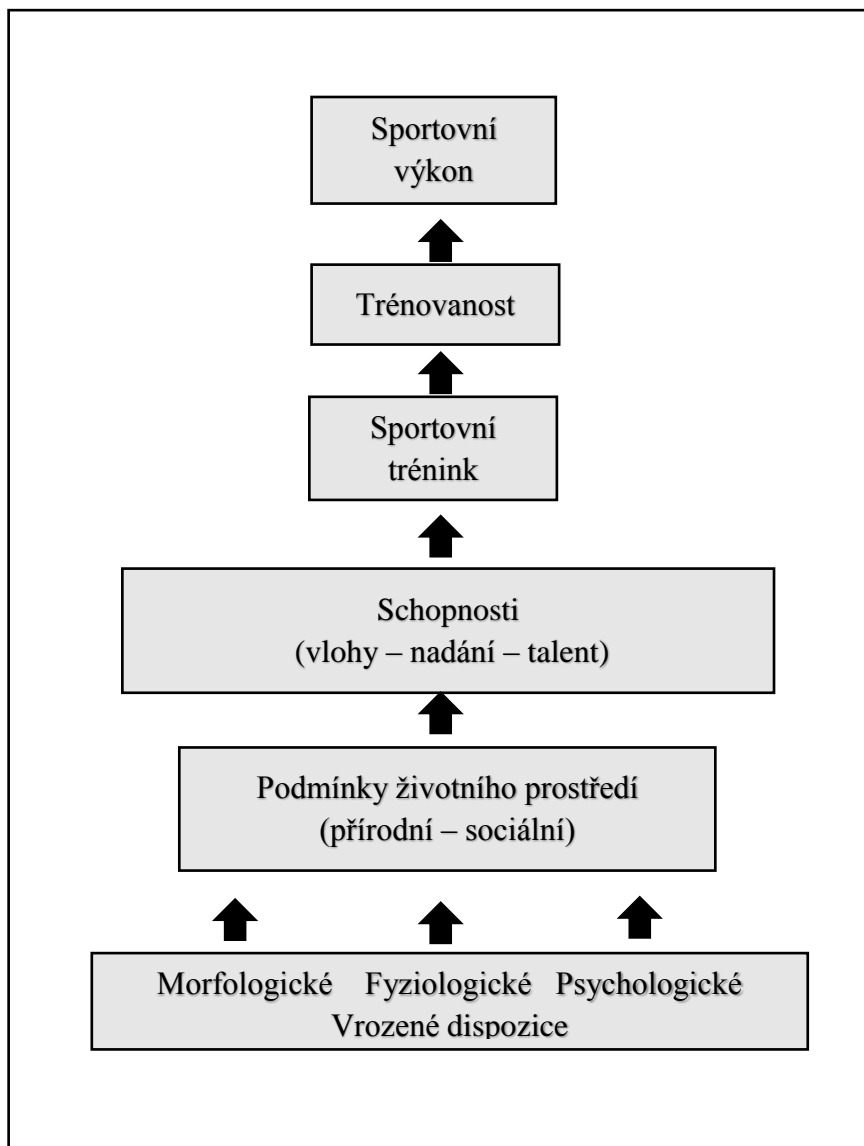 Sportovní
výkon
Trénovanost
Sportovní
trénink
Schopnosti
(vlohy – nadání – talent)
Podmínky životního prostředí
(přírodní – sociální)
Morfologické Fyziologické Psychologické
Vrozené dispozice